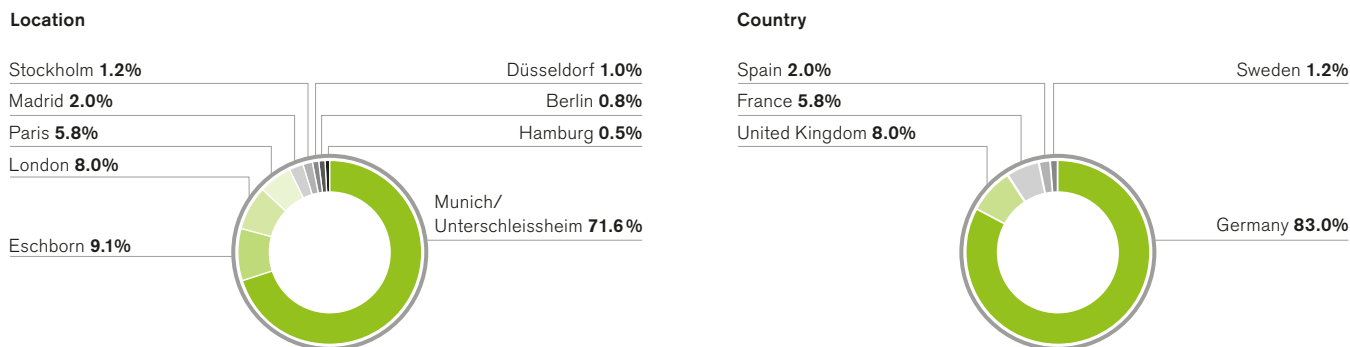 Location
Stockholm 1.2%
Madrid 2.0%
Paris 5.8%
London 8.0%
Eschborn 9.1%
Düsseldorf 1.0%
Berlin 0.8%
Hamburg 0.5%
Munich/
Unterschleissheim 71.6%
Country
Spain 2.0%
France 5.8%
United Kingdom 8.0%
Sweden 1.2%
Germany 83.0%